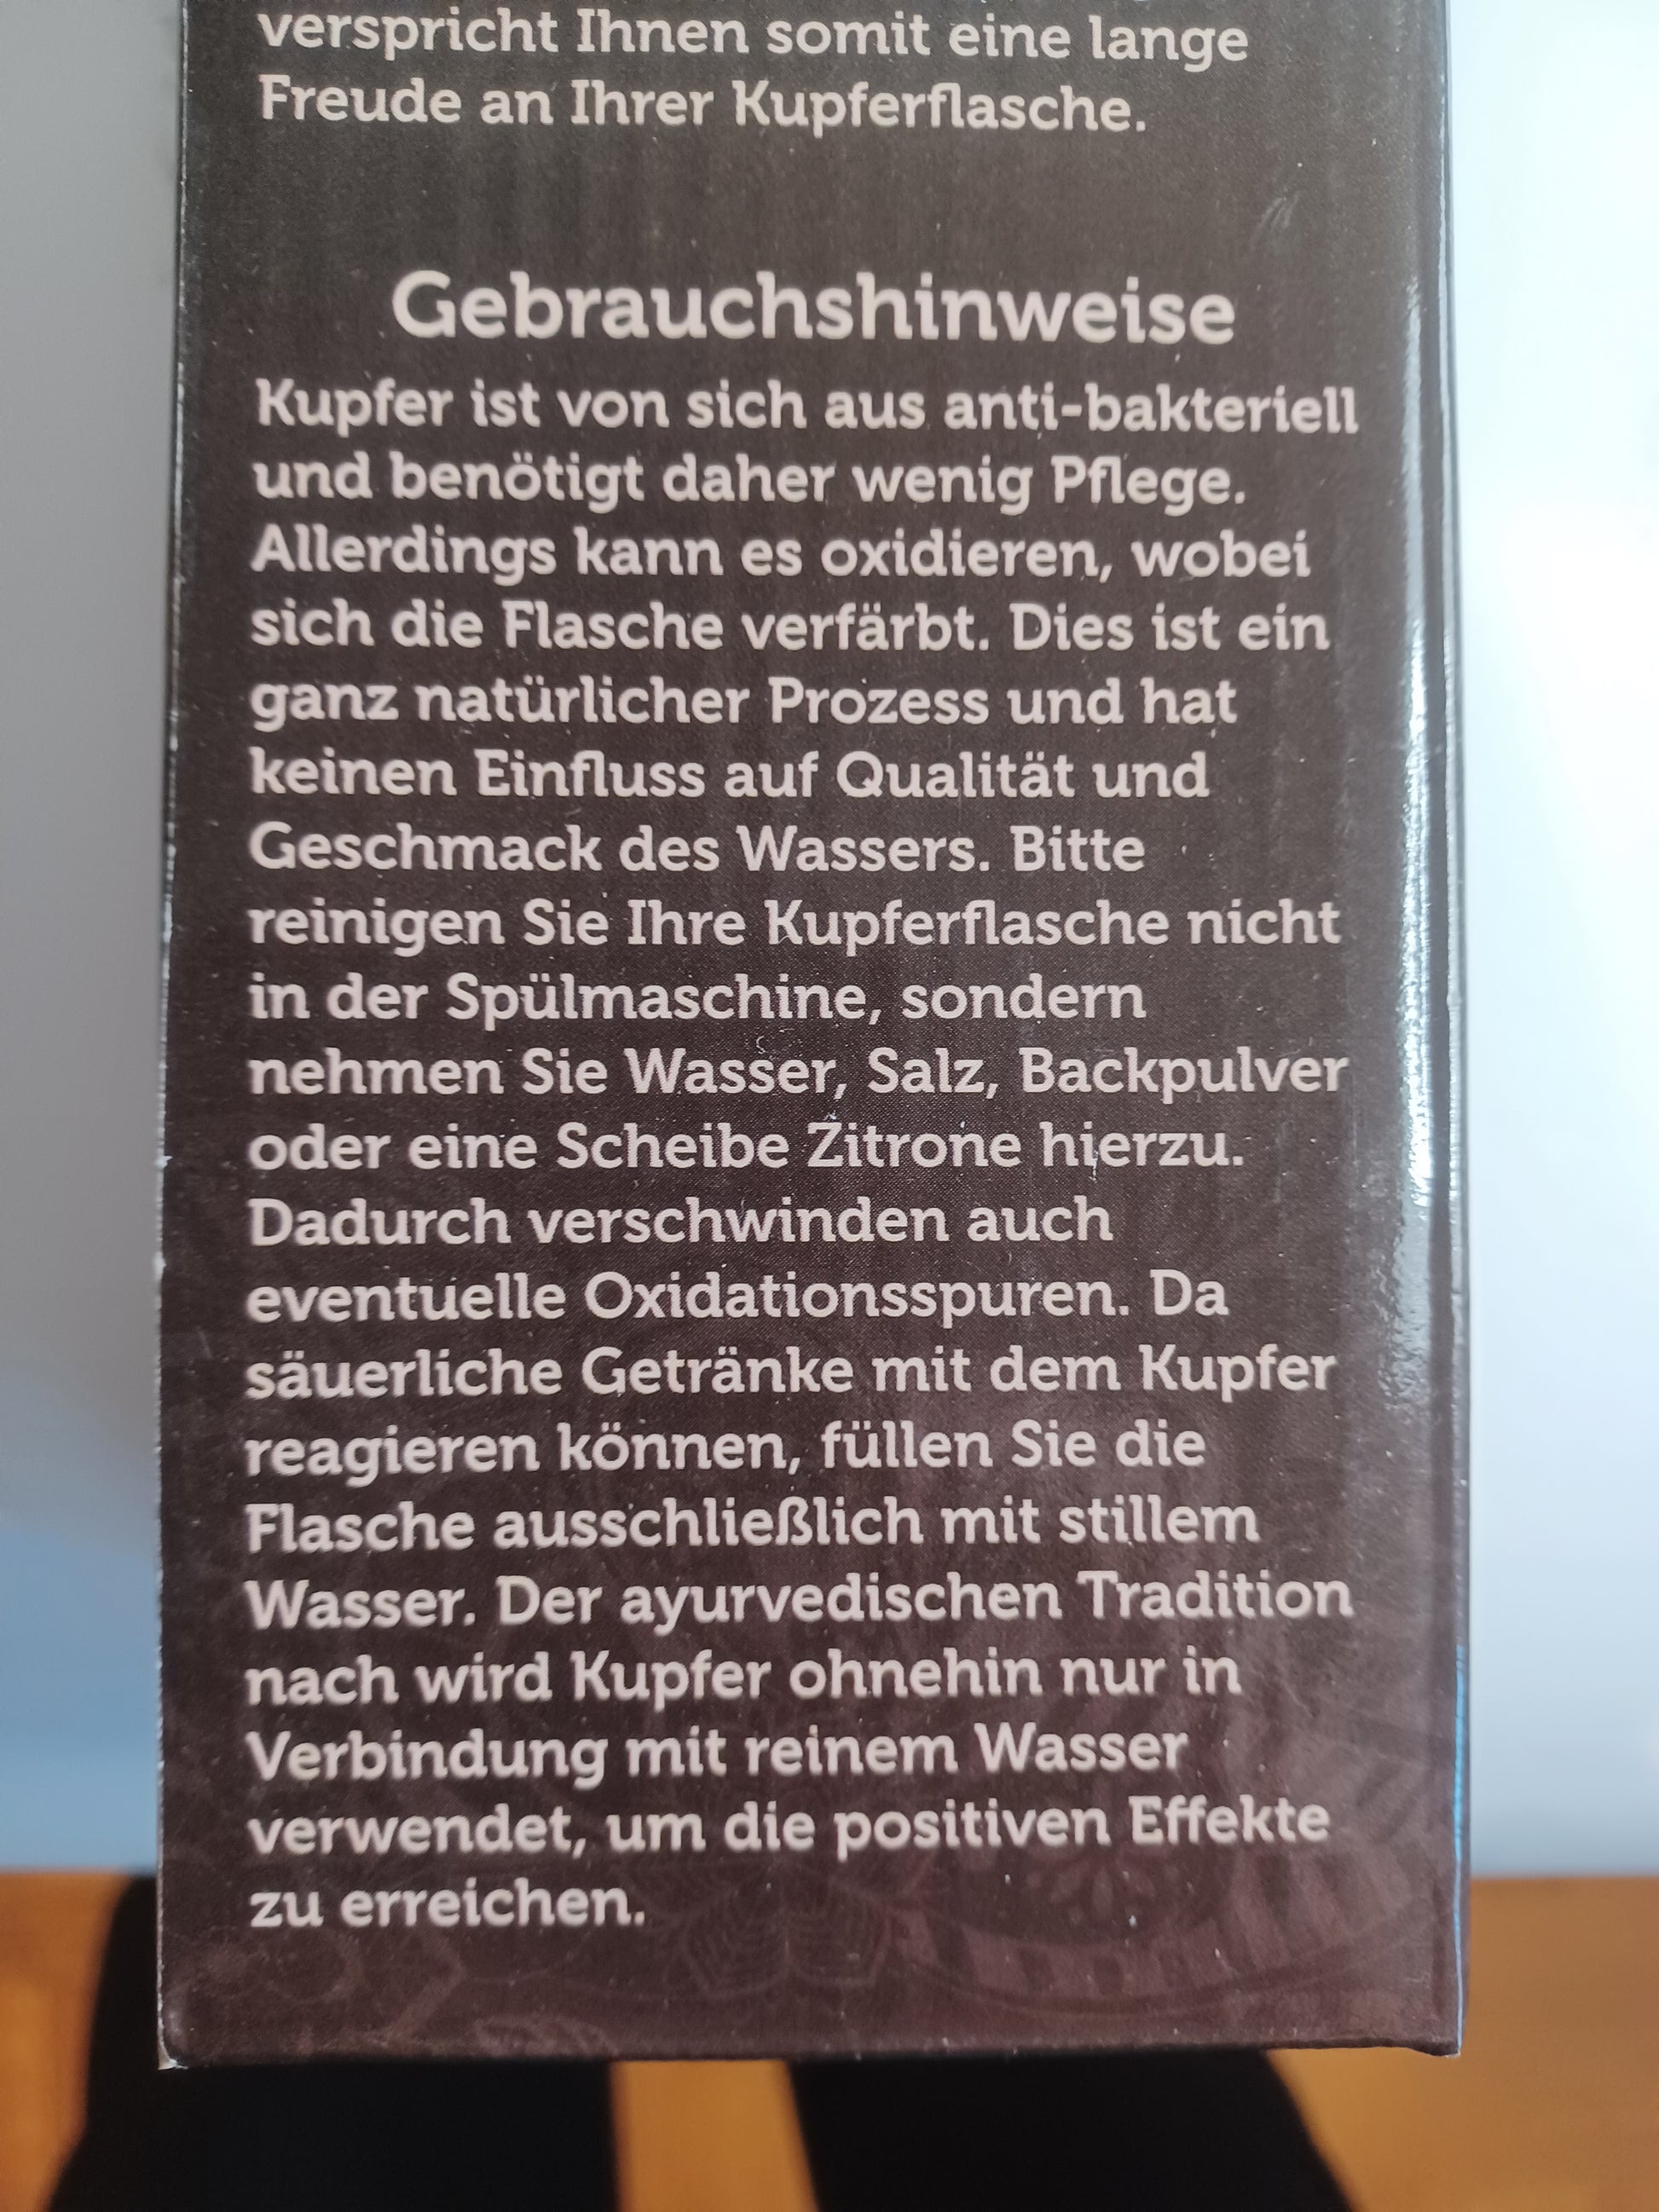 verspricht Ihnen somit eine lange
Freude an Ihrer Kupferflasche.
Gebrauchshinweise
Kupfer ist von sich aus anti-bakteriell
und benötigt daher wenig Pflege.
Allerdings kann es oxidieren, wobei
sich die Flasche verfärbt. Dies ist ein
ganz natürlicher Prozess und hat
keinen Einfluss auf Qualität und
Geschmack des Wassers. Bitte
reinigen Sie Ihre Kupferflasche nicht
in der Spülmaschine, sondern
nehmen Sie Wasser, Salz, Backpulver
oder eine Scheibe Zitrone hierzu.
Dadurch verschwinden auch
eventuelle Oxidationsspuren. Da
säuerliche Getränke mit dem Kupfer
reagieren können, füllen Sie die
Flasche ausschließlich mit stillem
Wasser. Der ayurvedischen Tradition
nach wird Kupfer ohnehin nur in
Verbindung mit reinem Wasser
verwendet, um die positiven Effekte
zu erreichen.